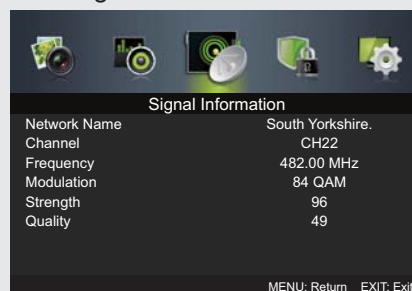 Signal Information
Network Name South Yorkshire.
Channel CH22
Frequency 482.00 MHz
Modulation 84 QAM
Strength 96
Quality 49
MENU: Return EXIT: Exit